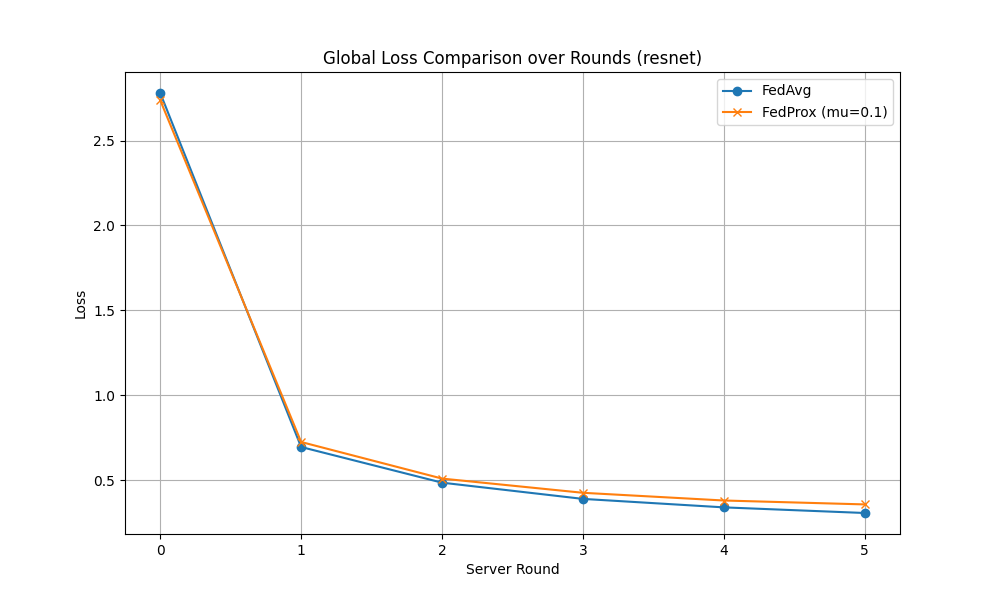 Global Loss Comparison over Rounds (resnet)
FedAvg
FedProx (mu=0.1)
2.5
2.0
1.5
1.0
0.5
Loss
0 1 2 3 4 5
Server Round